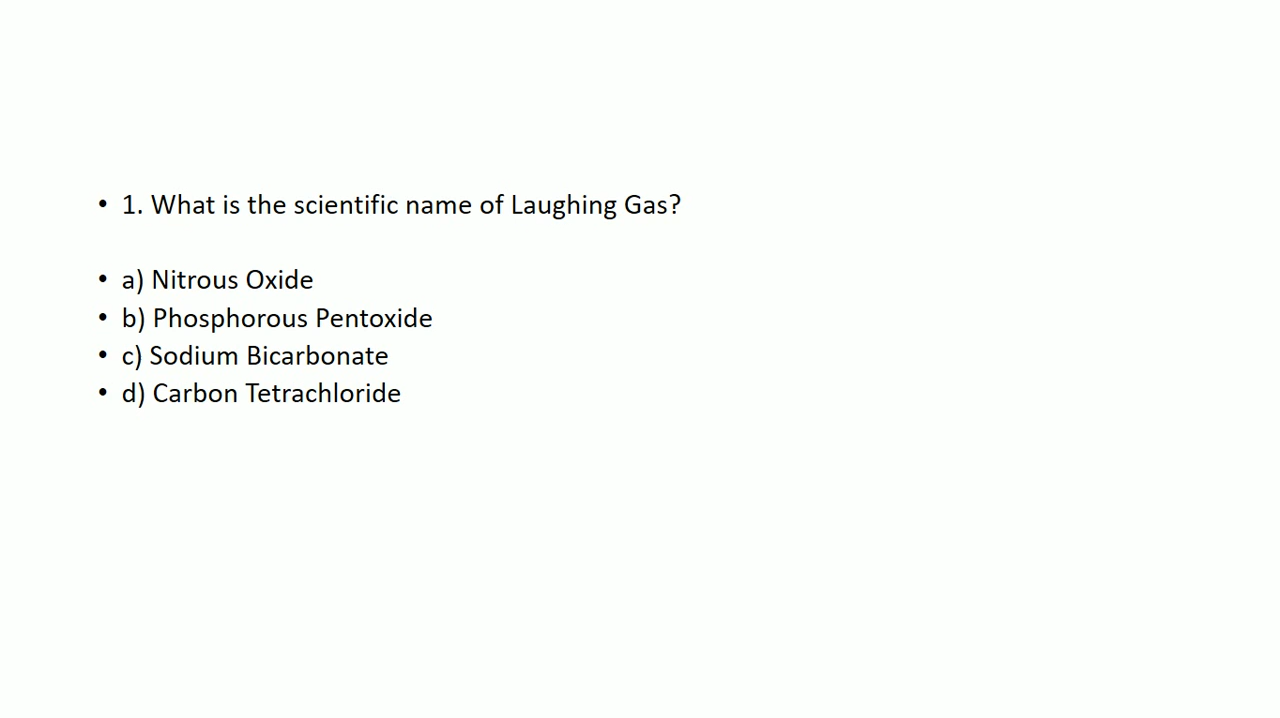 • 1. What is the scientific name of Laughing Gas?
• a) Nitrous Oxide
• b) Phosphorous Pentoxide
• c) Sodium Bicarbonate
• d) Carbon Tetrachloride